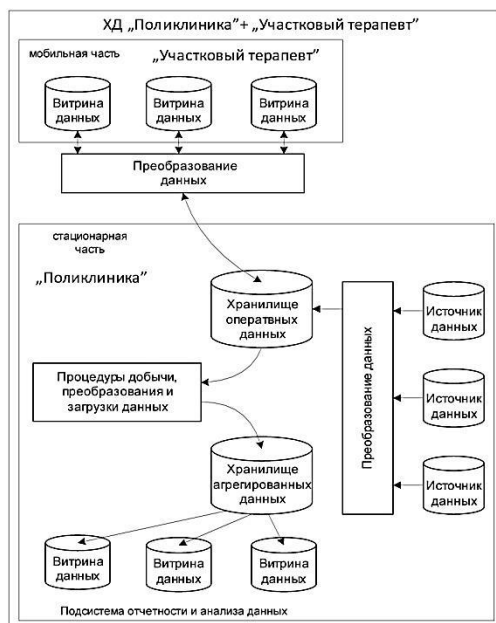 ХД „Поликлиника”+ „Участковый терапевт”
мобильная часть
„Участковый терапевт”
Витрина
данных
Витрина
данных
Витрина
данных
Преобразование
данных
стационарная
часть
„Поликлиника”
Хранилище
оператвных
данных
Преобразование данных
Источник
данных
Источник
данных
Источник
данных
Процедуры добычи,
преобразования и
загрузки данных
Хранилище
агрегированных
данных
Витрина
данных
Витрина
данных
Витрина
данных
Подсистема отчетности и анализа данных